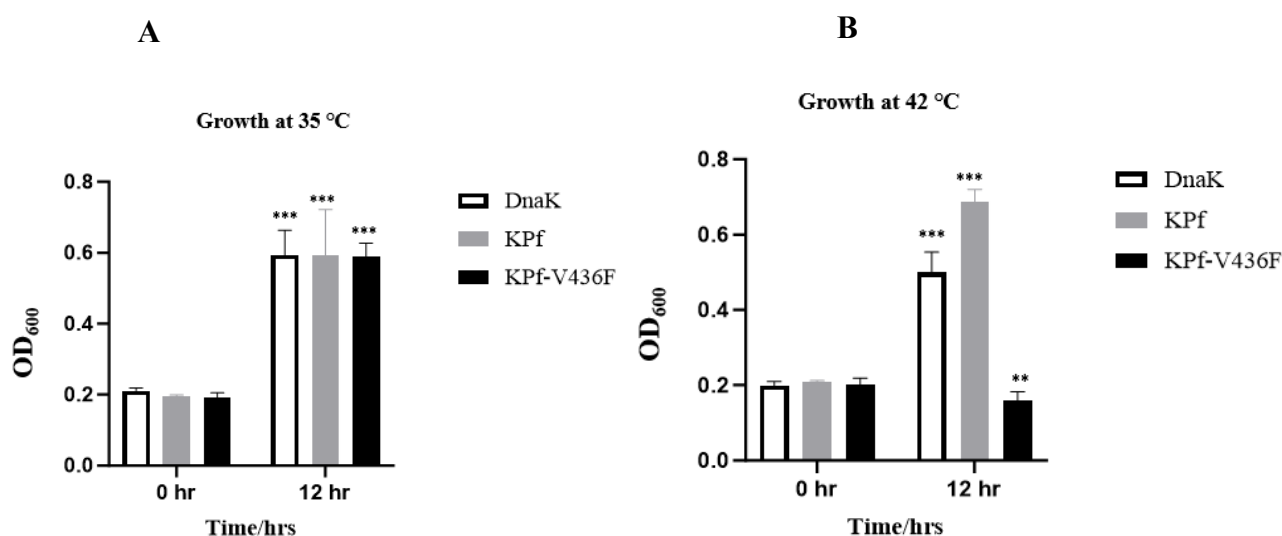 A
Growth at 35 °C
OD600
0.8
0.6
0.4
0.2
0.0
***
***
***
0 hr
12 hr
Time/hrs
DnaK
KPf
KPf-V436F
B
Growth at 42 °C
OD600
0.8
0.6
0.4
0.2
0.0
***
***
**
0 hr
12 hr
Time/hrs
DnaK
KPf
KPf-V436F